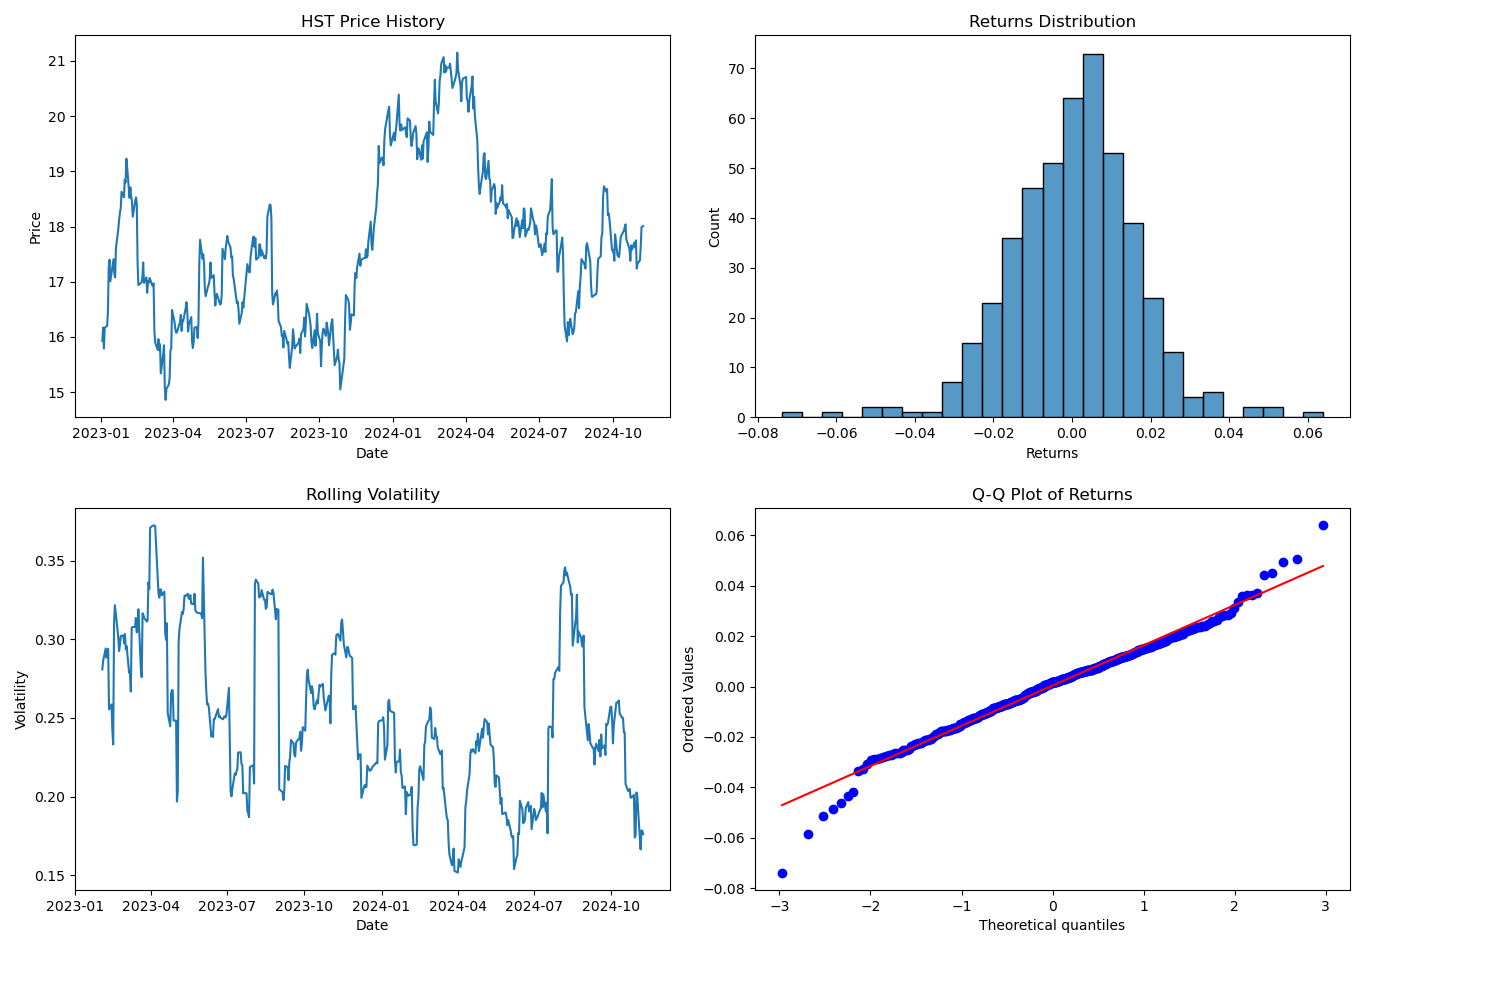 HST Price History
Price
21
20
19
18
17
16
15
2023-01 2023-04 2023-07 2023-10 2024-01 2024-04 2024-07 2024-10
Date
Returns Distribution
Count
70
60
50
40
30
20
10
0
−0.08 −0.06 −0.04 −0.02 0.00 0.02 0.04 0.06
Returns
Rolling Volatility
Volatility
0.35
0.30
0.25
0.20
0.15
2023-01 2023-04 2023-07 2023-10 2024-01 2024-04 2024-07 2024-10
Date
Q-Q Plot of Returns
Ordered Values
0.06
0.04
0.02
0.00
−0.02
−0.04
−0.06
−0.08
−3 −2 −1 0 1 2 3
Theoretical quantiles